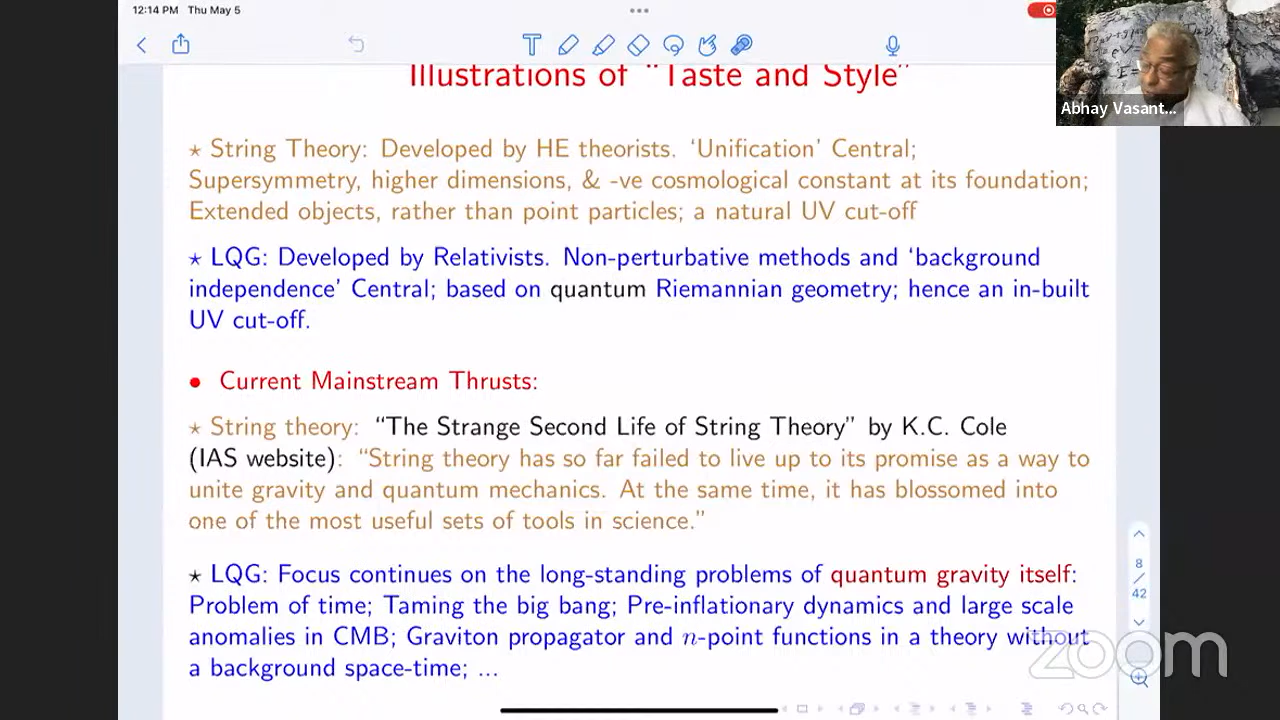 12:14 PM Thu May 5
Illustrations of "Taste and Style"
Abhay Vasant...
⋆ String Theory: Developed by HE theorists. ‘Unification’ Central;
Supersymmetry, higher dimensions, & -ve cosmological constant at its foundation;
Extended objects, rather than point particles; a natural UV cut-off
⋆ LQG: Developed by Relativists. Non-perturbative methods and ‘background
independence’ Central; based on quantum Riemannian geometry; hence an in-built
UV cut-off.
• Current Mainstream Thrusts:
⋆ String theory: “The Strange Second Life of String Theory” by K.C. Cole
(IAS website): “String theory has so far failed to live up to its promise as a way to
unite gravity and quantum mechanics. At the same time, it has blossomed into
one of the most useful sets of tools in science.”
⋆ LQG: Focus continues on the long-standing problems of quantum gravity itself:
Problem of time; Taming the big bang; Pre-inflationary dynamics and large scale
anomalies in CMB; Graviton propagator and n-point functions in a theory without
a background space-time; ...
8
/
42
zoom